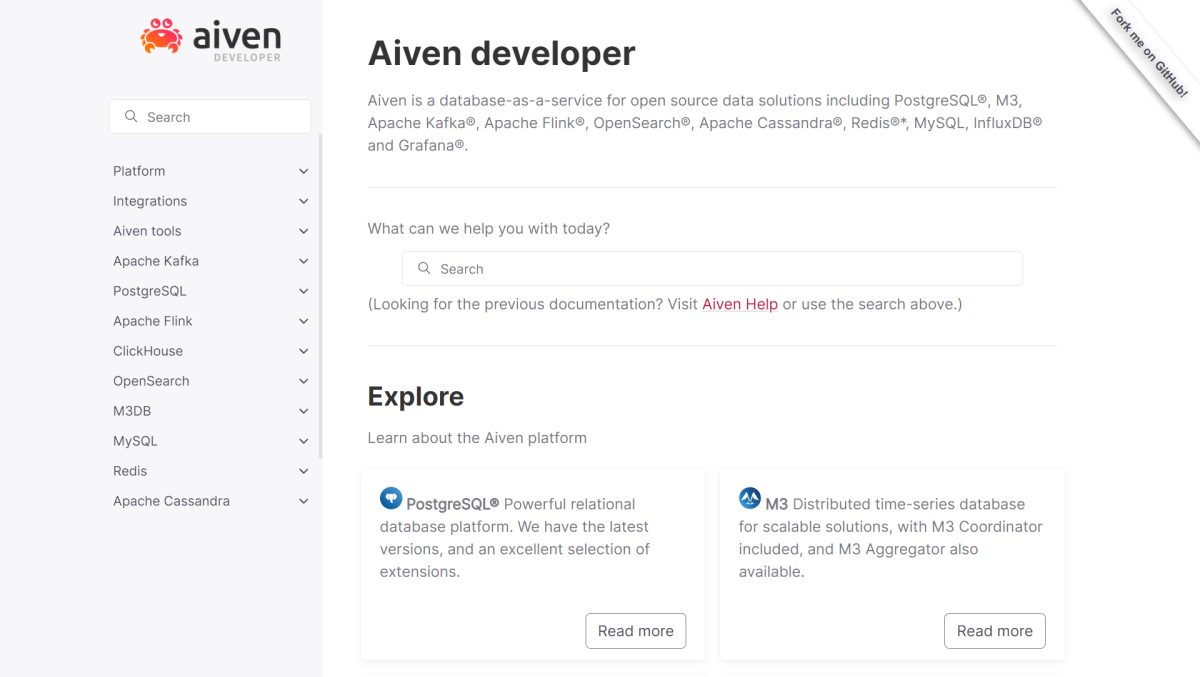 aiven
DEVELOPER
Search
Platform
Integrations
Aiven tools
Apache Kafka
PostgreSQL
Apache Flink
ClickHouse
OpenSearch
M3DB
MySQL
Redis
Apache Cassandra
Fork me on GitHub!
Aiven developer
Aiven is a database-as-a-service for open source data solutions including PostgreSQL®, M3,
Apache Kafka®, Apache Flink®, OpenSearch®, Apache Cassandra®, Redis®*, MySQL, InfluxDB®
and Grafana®.
What can we help you with today?
Search
(Looking for the previous documentation? Visit Aiven Help or use the search above.)
Explore
Learn about the Aiven platform
PostgreSQL® Powerful relational
database platform. We have the latest
versions, and an excellent selection of
extensions.
Read more
M3 Distributed time-series database
for scalable solutions, with M3 Coordinator
included, and M3 Aggregator also
available.
Read more